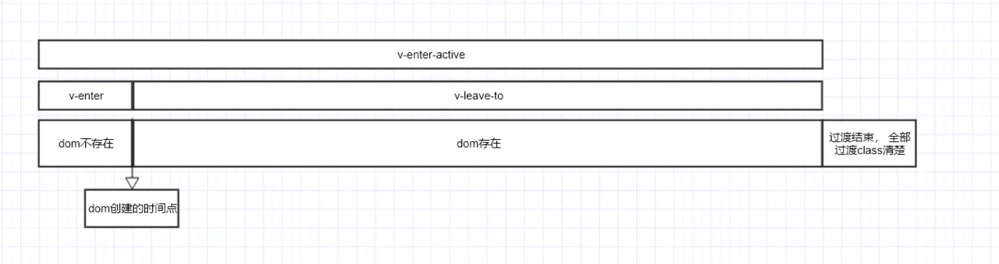 v-enter-active
v-enter
v-leave-to
dom不存在
dom存在
过渡结束，全部
过渡class清楚
dom创建的时间点